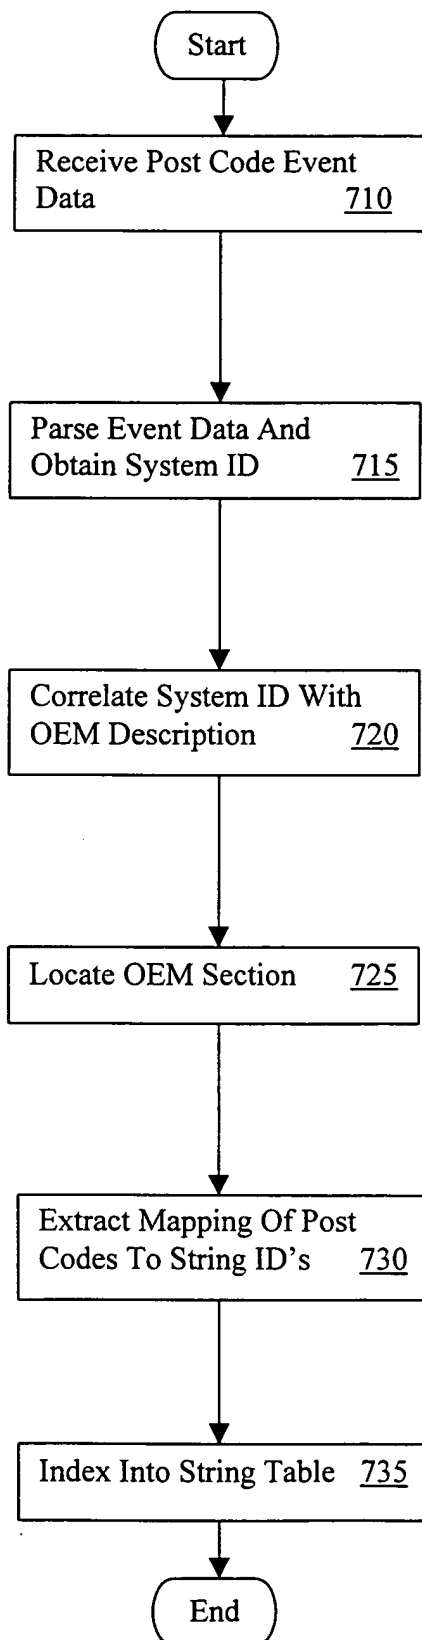 Start
Receive Post Code Event
Data 710
Parse Event Data And
Obtain System ID 715
Correlate System ID With
OEM Description 720
Locate OEM Section 725
Extract Mapping Of Post
Codes To String ID's 730
Index Into String Table 735
End